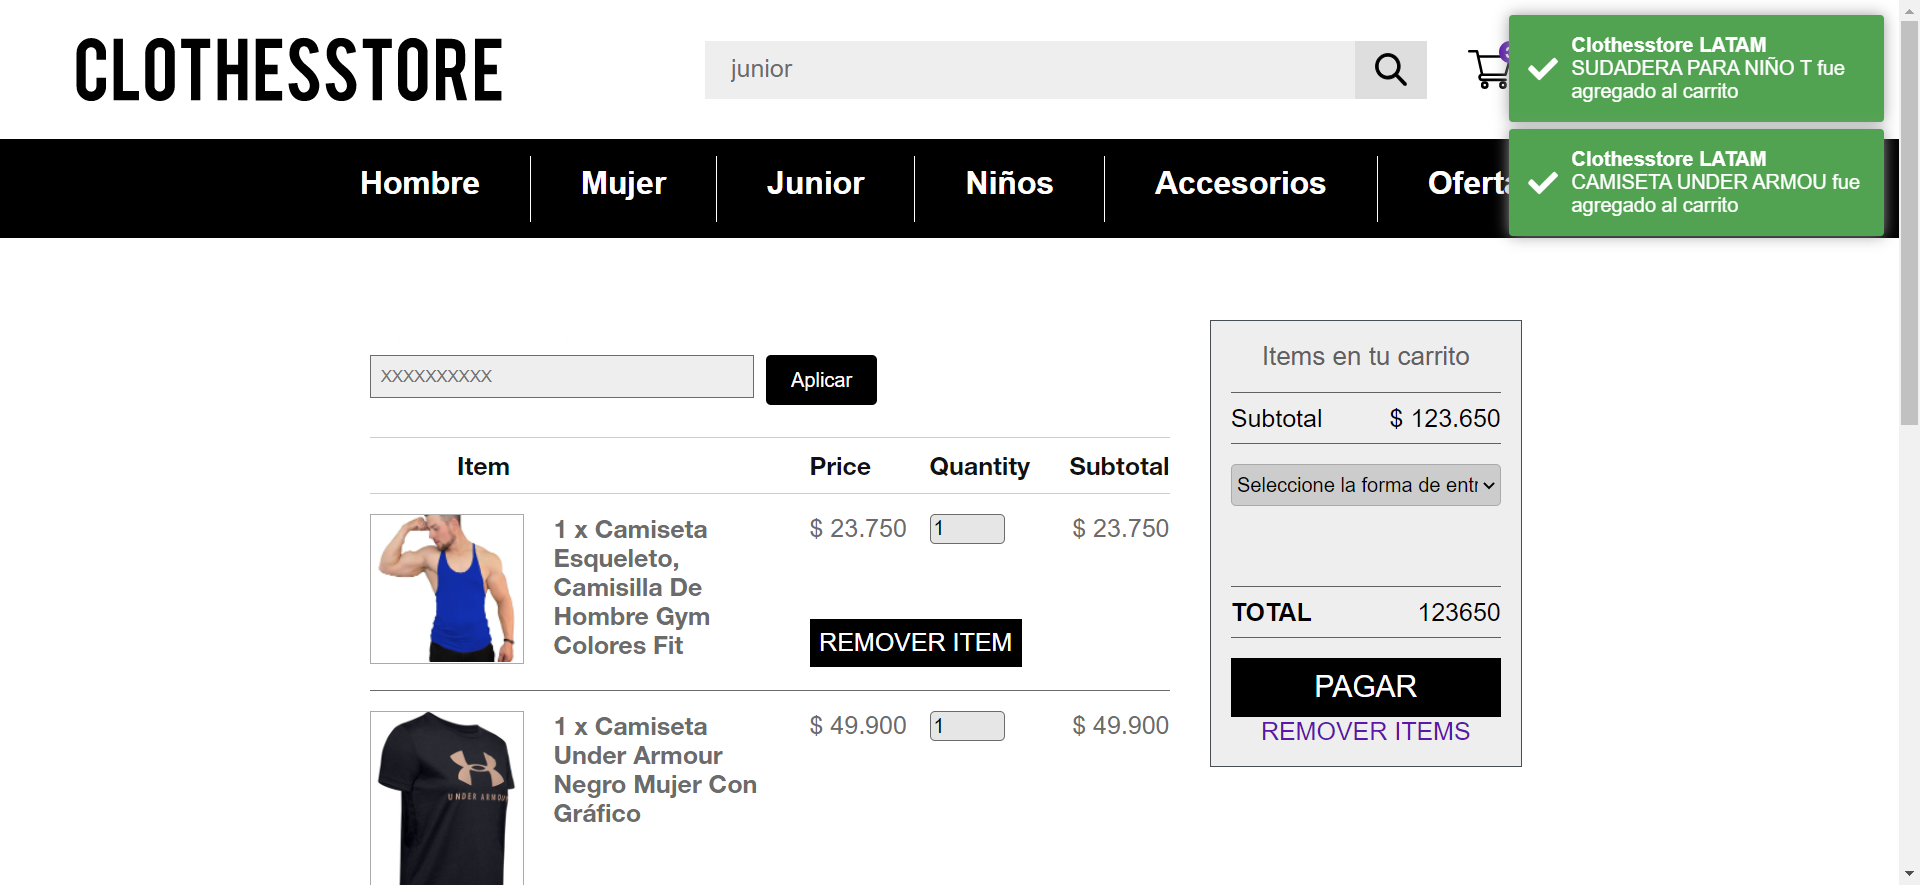 CLOTHESSTORE
junior
Clothesstore LATAM
SUDADERA PARA NIÑO T fue
agregado al carrito
Clothesstore LATAM
CAMISETA UNDER ARMOU fue
agregado al carrito
Hombre
Mujer
Junior
Niños
Accesorios
Oferta
XXXXXXXXXX
Aplicar
Item Price Quantity Subtotal
1 x Camiseta
Esqueleto,
Camisilla De
Hombre Gym
Colores Fit
$ 23.750
1
$ 23.750
REMOVER ITEM
UNDER ARMOU
1 x Camiseta
Under Armour
Negro Mujer Con
Gráfico
$ 49.900
1
$ 49.900
Items en tu carrito
Subtotal $ 123.650
Seleccione la forma de entr
TOTAL 123650
PAGAR
REMOVER ITEMS